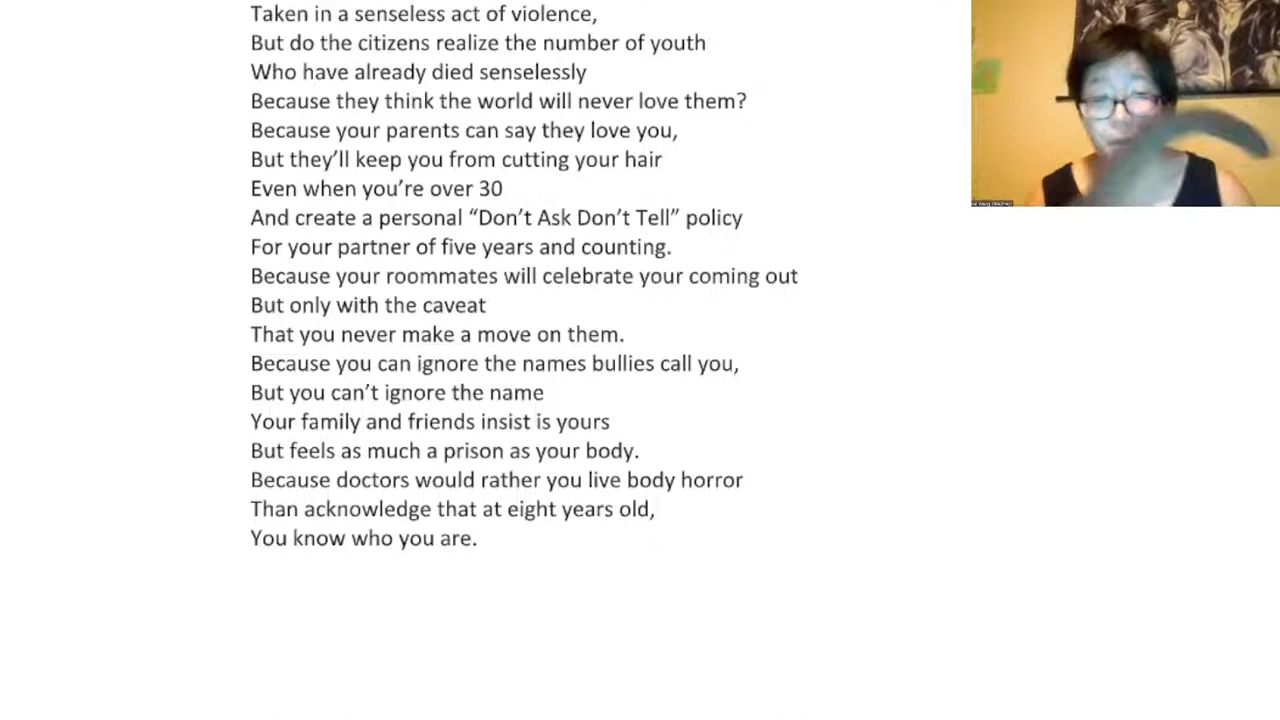 Taken in a senseless act of violence,
But do the citizens realize the number of youth
Who have already died senselessly
Because they think the world will never love them?
Because your parents can say they love you,
But they’ll keep you from cutting your hair
Even when you’re over 30
And create a personal “Don’t Ask Don’t Tell” policy
For your partner of five years and counting.
Because your roommates will celebrate your coming out
But only with the caveat
That you never make a move on them.
Because you can ignore the names bullies call you,
But you can’t ignore the name
Your family and friends insist is yours
But feels as much a prison as your body.
Because doctors would rather you live body horror
Than acknowledge that at eight years old,
You know who you are.